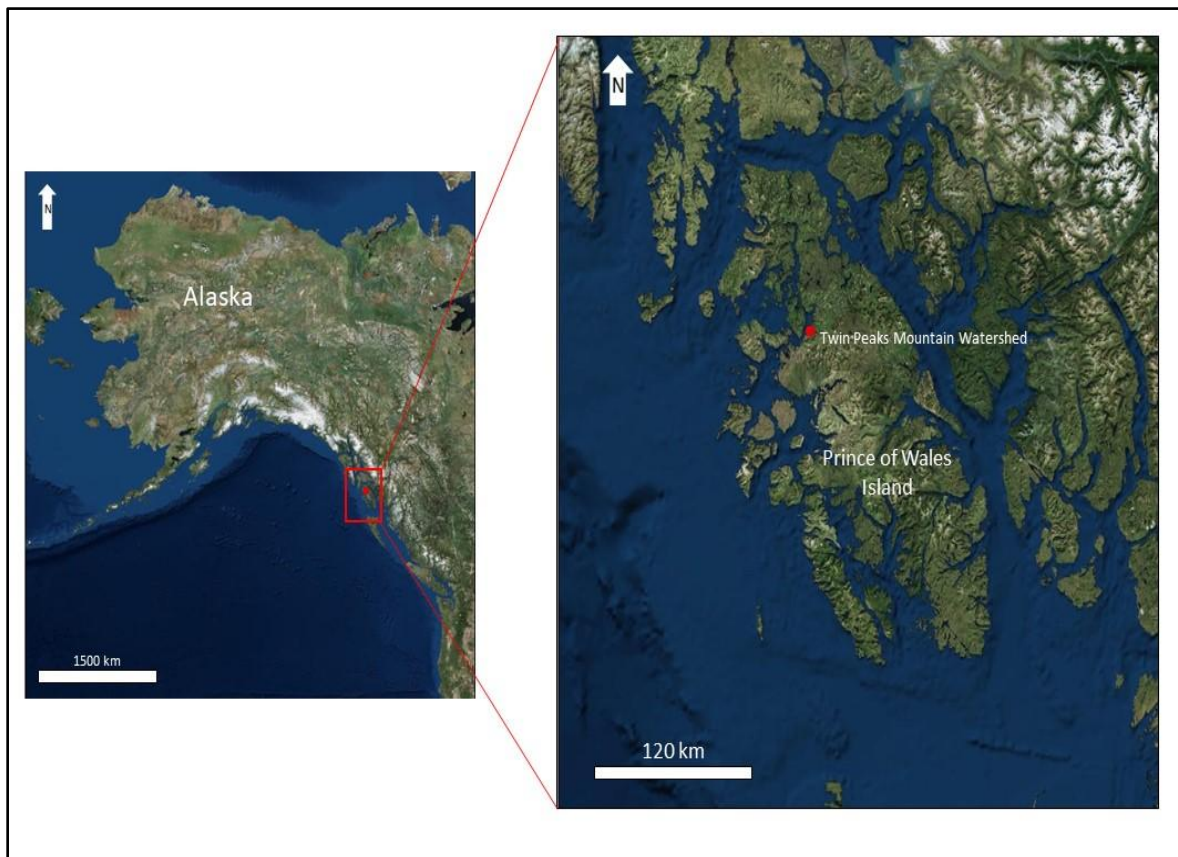 N
Alaska
1500 km
N
Twin Peaks Mountain Watershed
Prince of Wales
Island
120 km